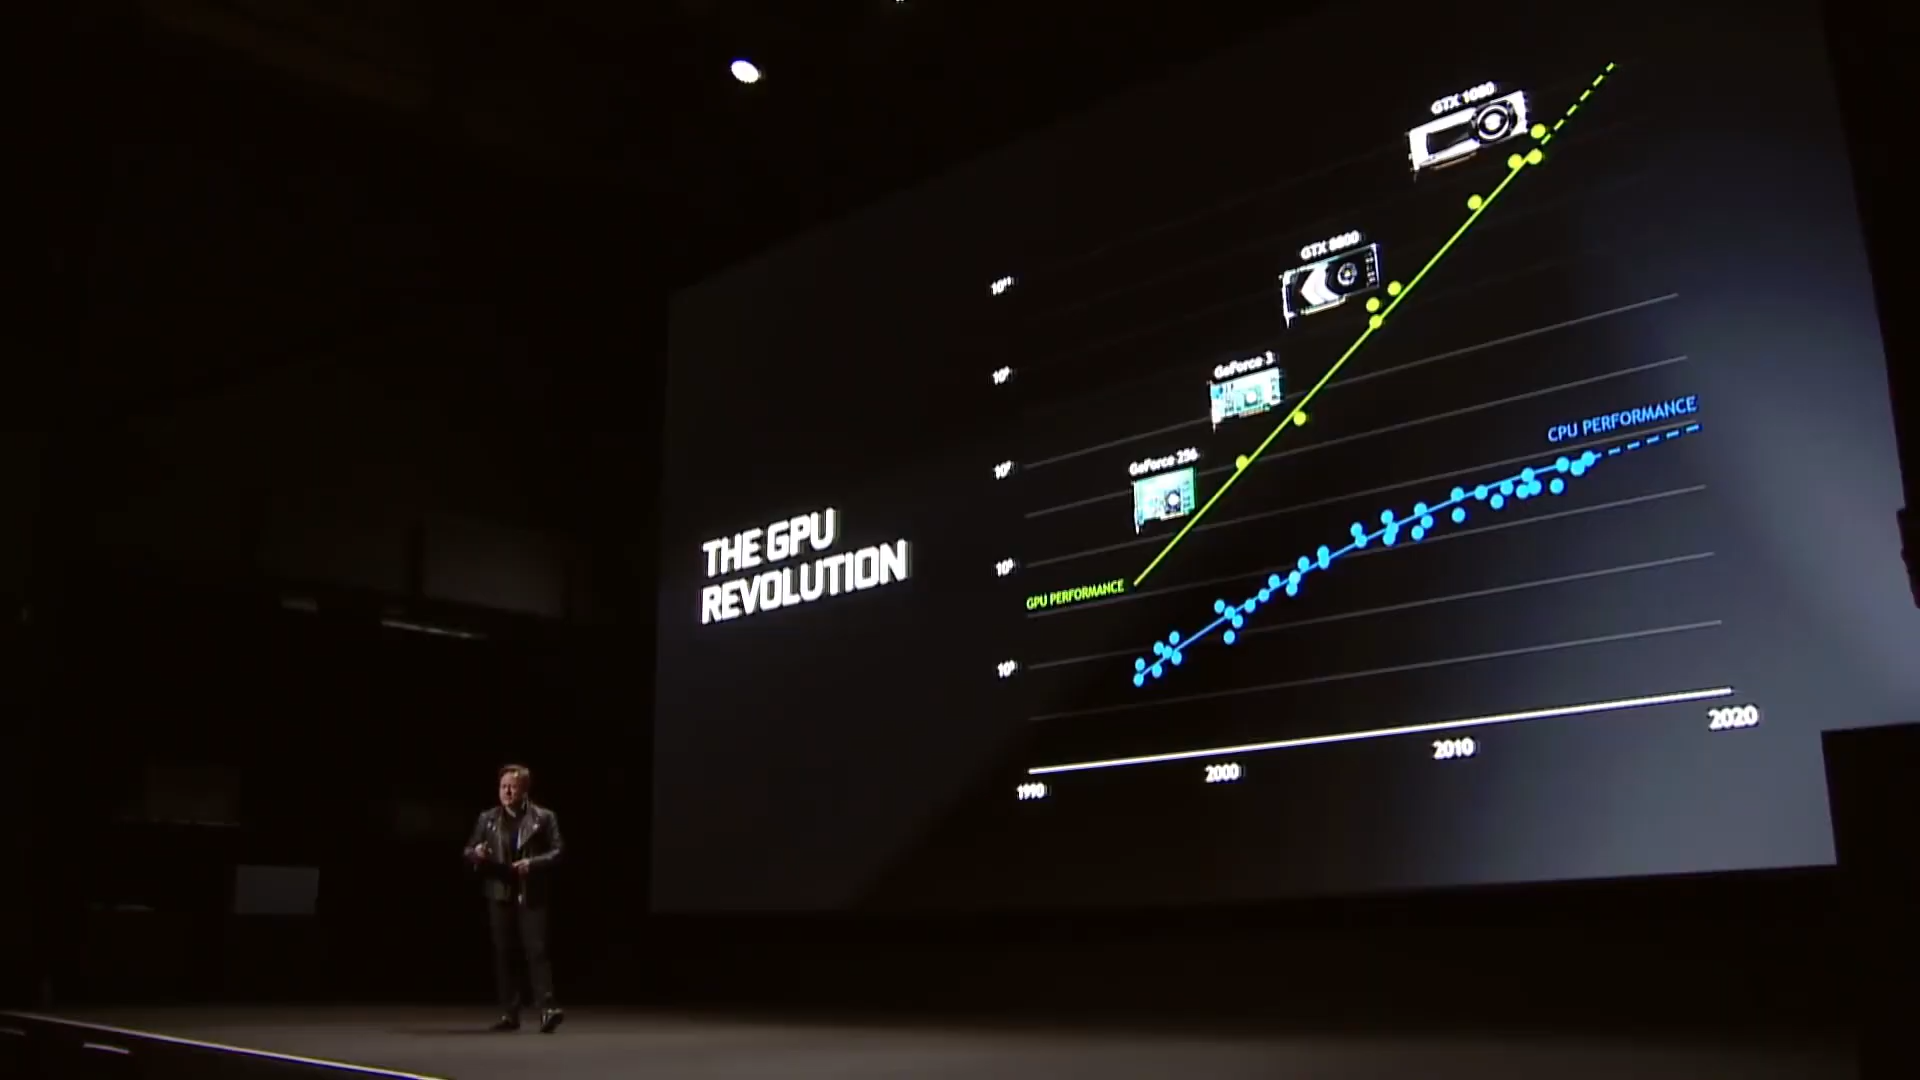 THE GPU
REVOLUTION
GTX 1080
GTX 8800
GeForce 3
GeForce 256
GPU PERFORMANCE
CPU PERFORMANCE
1990
2000
2010
2020